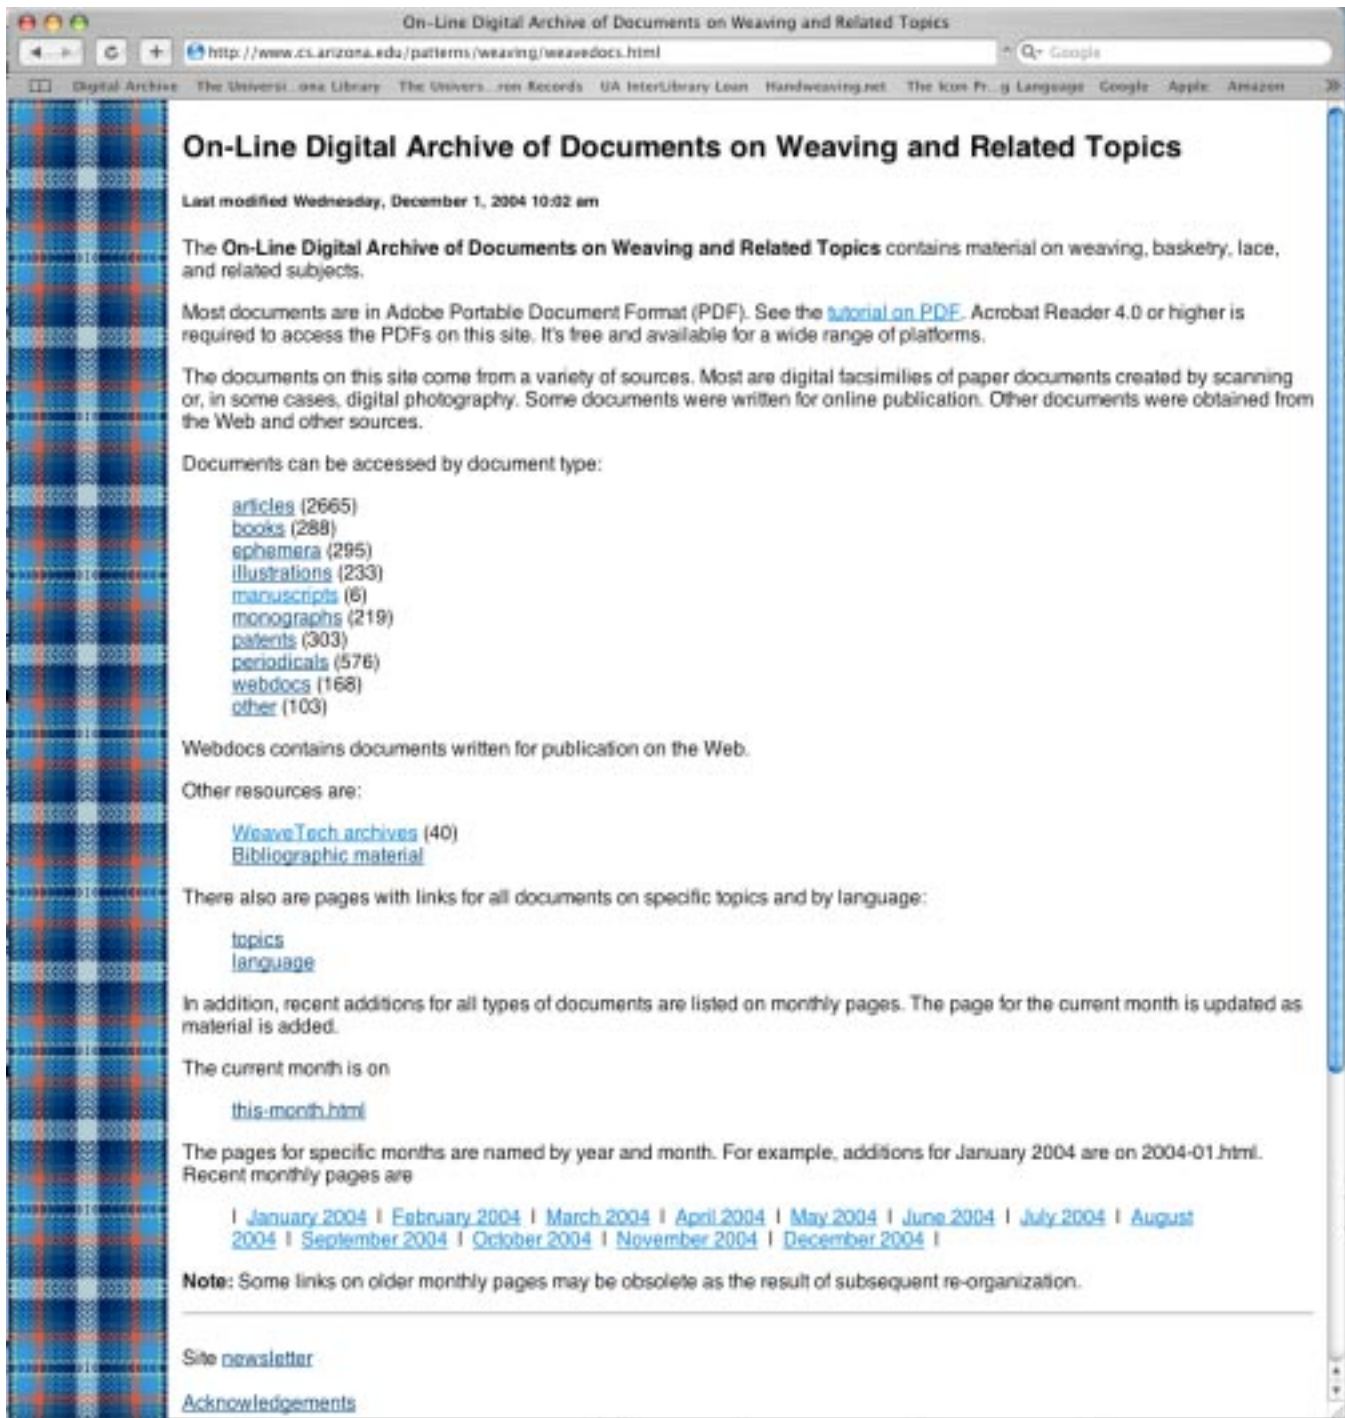 On-Line Digital Archive of Documents on Weaving and Related Topics
http://www.cs.arizona.edu/patterns/weaving/weavedocs.html
Google
Digital Archive The Universi...ona Library The Univers...ron Records UA InterLibrary Loan Handweaving.net The Icon Pr...g Language Google Apple Amazon
On-Line Digital Archive of Documents on Weaving and Related Topics
Last modified Wednesday, December 1, 2004 10:02 am
The On-Line Digital Archive of Documents on Weaving and Related Topics contains material on weaving, basketry, lace,
and related subjects.
Most documents are in Adobe Portable Document Format (PDF). See the tutorial on PDF. Acrobat Reader 4.0 or higher is
required to access the PDFs on this site. It's free and available for a wide range of platforms.
The documents on this site come from a variety of sources. Most are digital facsimilies of paper documents created by scanning
or, in some cases, digital photography. Some documents were written for online publication. Other documents were obtained from
the Web and other sources.
Documents can be accessed by document type:
articles (2665)
books (288)
ephemera (295)
illustrations (233)
manuscripts (6)
monographs (219)
patents (303)
periodicals (576)
webdocs (168)
other (103)
Webdocs contains documents written for publication on the Web.
Other resources are:
WeaveTech archives (40)
Bibliographic material
There also are pages with links for all documents on specific topics and by language:
topics
language
In addition, recent additions for all types of documents are listed on monthly pages. The page for the current month is updated as
material is added.
The current month is on
this-month.html
The pages for specific months are named by year and month. For example, additions for January 2004 are on 2004-01.html.
Recent monthly pages are
| January 2004 | February 2004 | March 2004 | April 2004 | May 2004 | June 2004 | July 2004 | August
2004 | September 2004 | October 2004 | November 2004 | December 2004 |
Note: Some links on older monthly pages may be obsolete as the result of subsequent re-organization.
Site newsletter
Acknowledgements